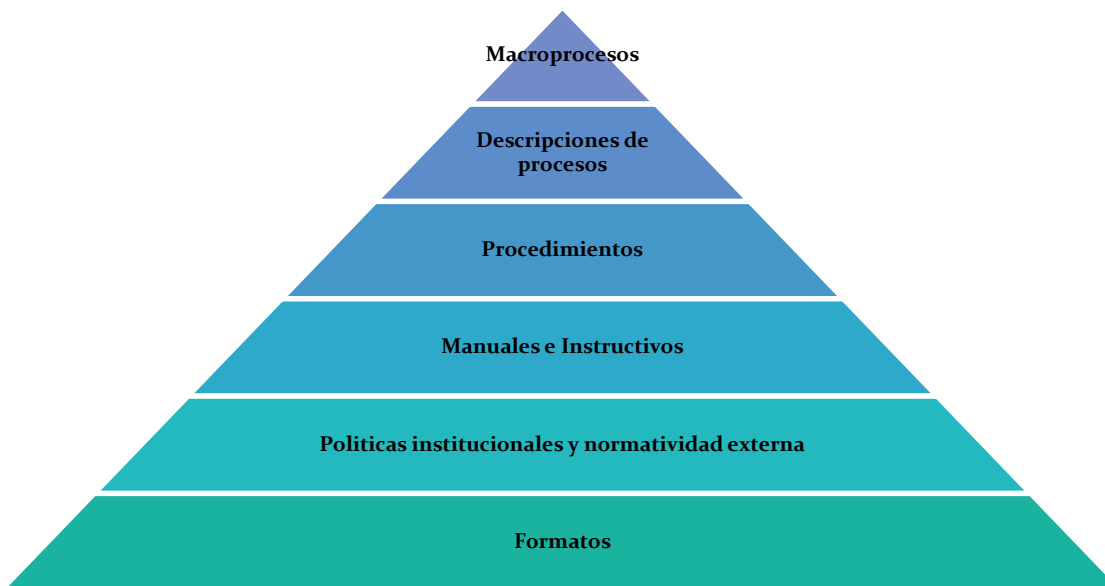 Macroprocesos
Descripciones de
procesos
Procedimientos
Manuales e Instructivos
Politicas institucionales y normatividad externa
Formatos